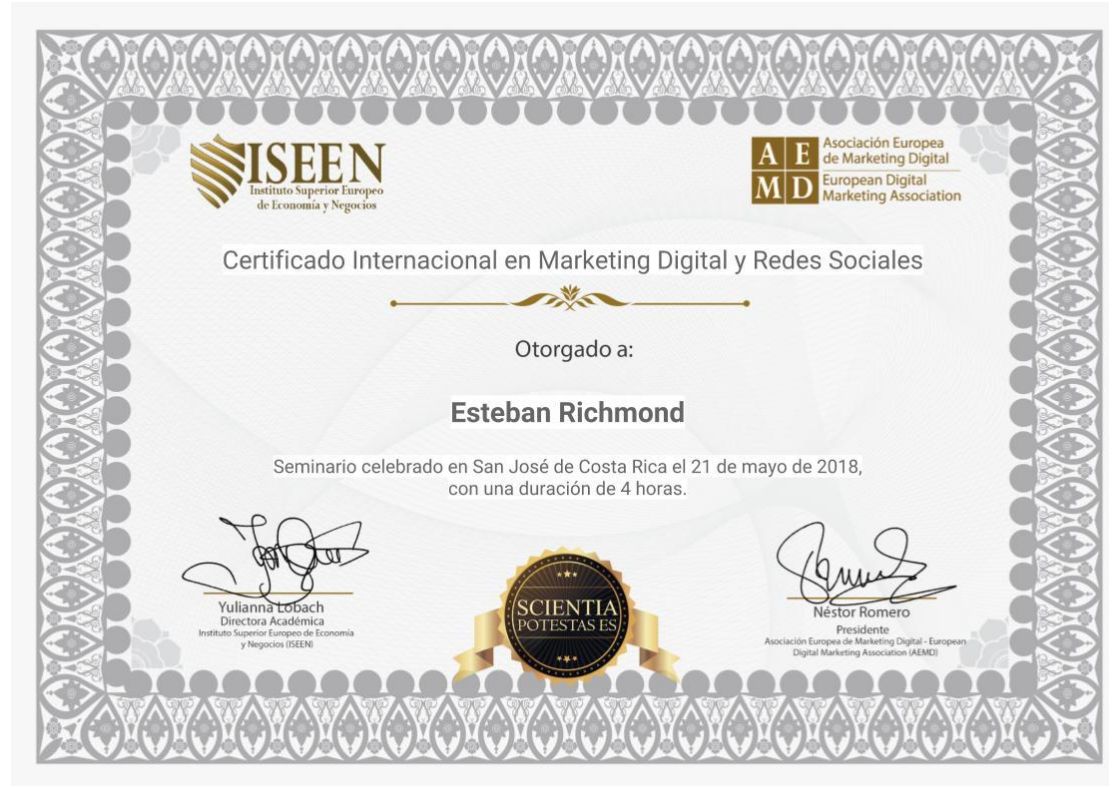 ISEEN
Instituto Superior Europeo
de Economía y Negocios
A E
M D
Asociación Europea
de Marketing Digital
European Digital
Marketing Association
Certificado Internacional en Marketing Digital y Redes Sociales
Otorgado a:
Esteban Richmond
Seminario celebrado en San José de Costa Rica el 21 de mayo de 2018,
con una duración de 4 horas.
Yulianna Lobach
Directora Académica
Instituto Superior Europeo de Economía
y Negocios (ISEEN)
SCIENTIA
POTESTAS ES
Néstor Romero
Presidente
Asociación Europea de Marketing Digital - European
Digital Marketing Association (AEMD)